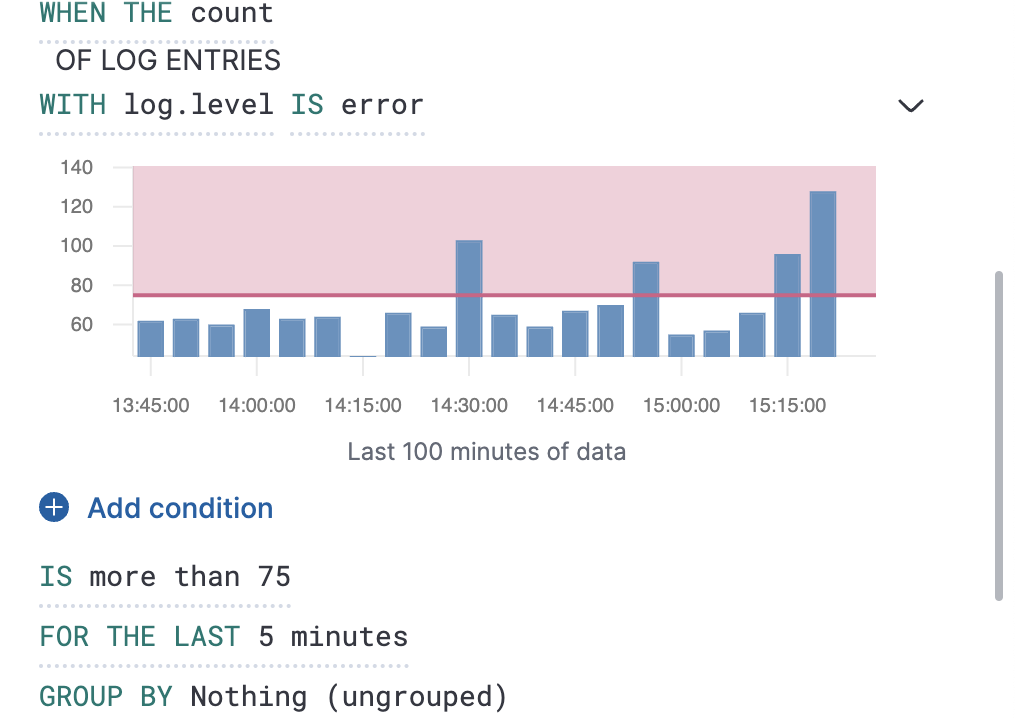 WHEN THE count
OF LOG ENTRIES
WITH log.level IS error
140
120
100
80
60
13:45:00 14:00:00 14:15:00 14:30:00 14:45:00 15:00:00 15:15:00
Last 100 minutes of data
Add condition
IS more than 75
FOR THE LAST 5 minutes
GROUP BY Nothing (ungrouped)